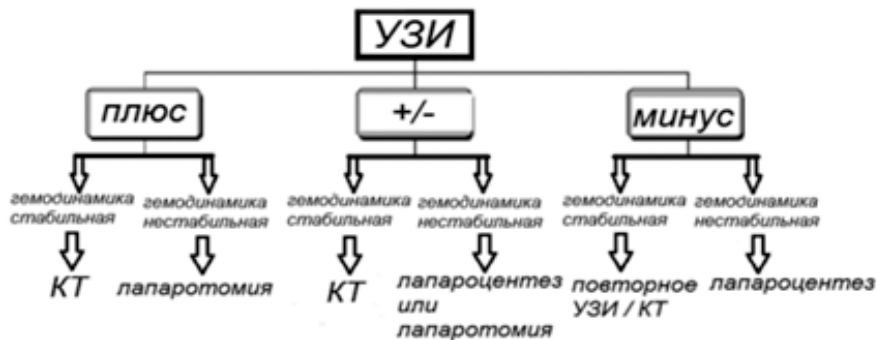 УЗИ
плюс
+/-
минус
гемодинамика
стабильная
гемодинамика
нестабильная
гемодинамика
стабильная
гемодинамика
нестабильная
гемодинамика
стабильная
гемодинамика
нестабильная
КТ
лапаротомия
КТ
лапароцентез
или
лапаротомия
повторное
УЗИ / КТ
лапароцентез